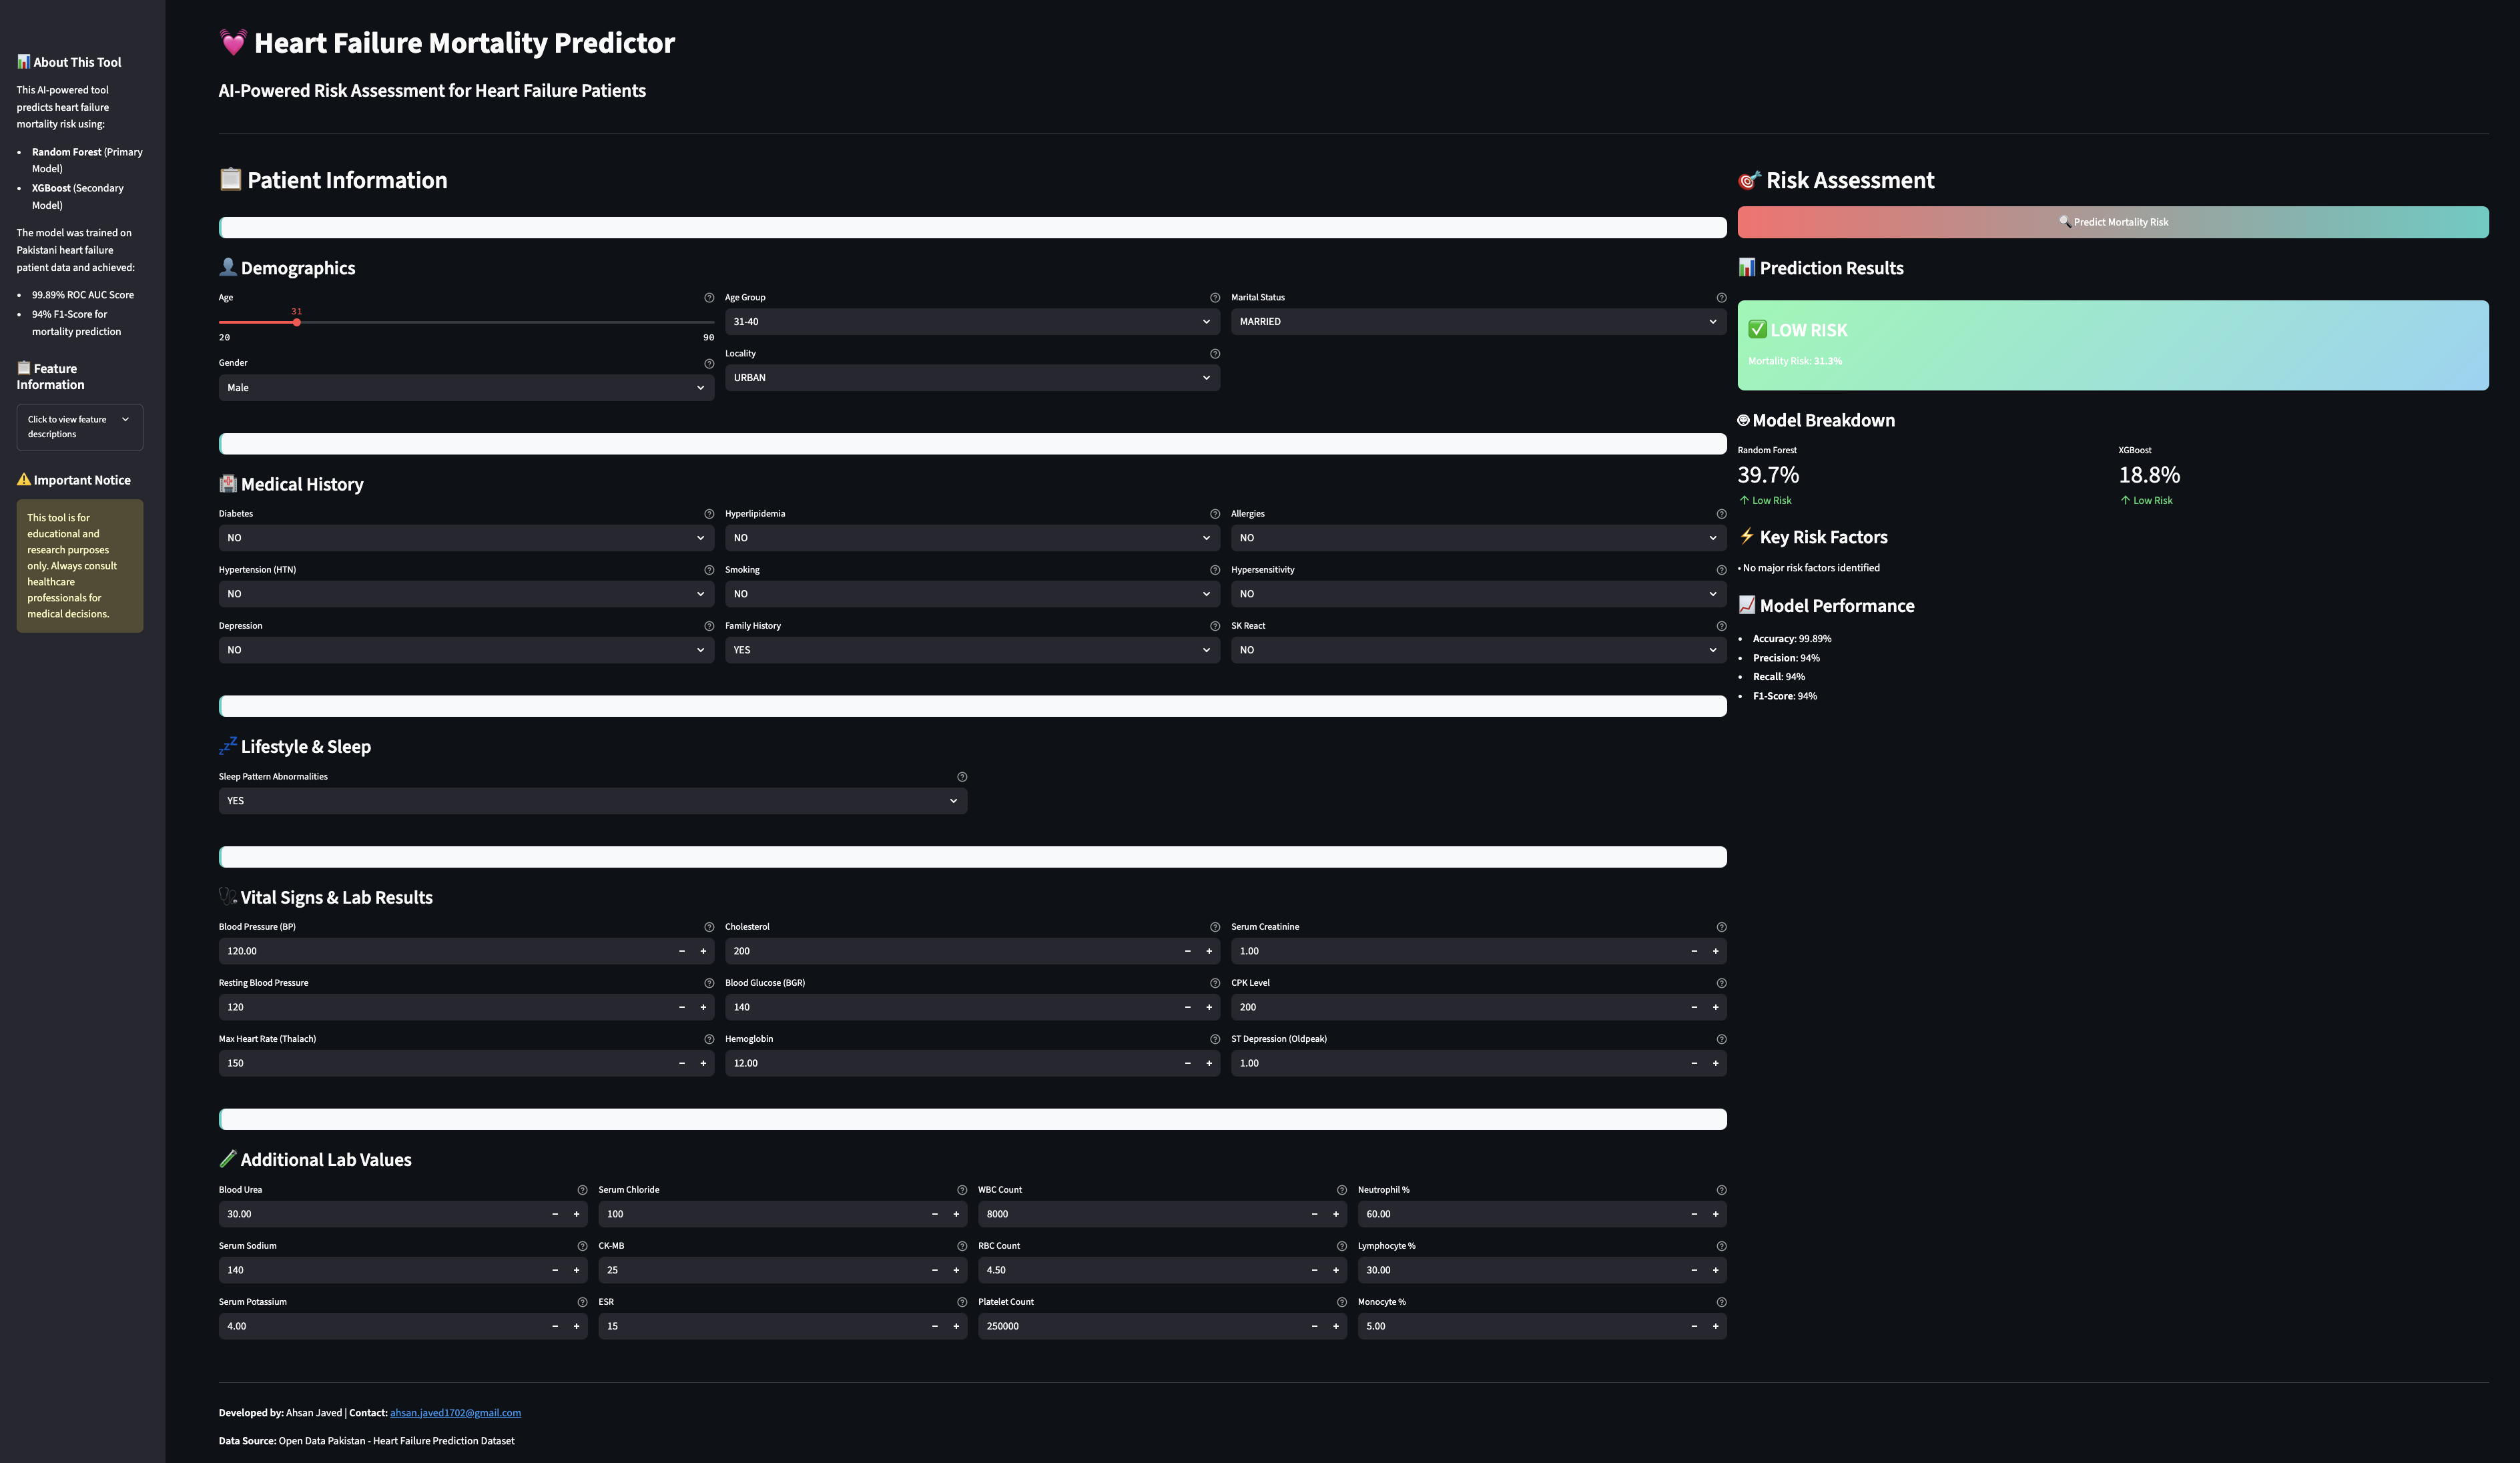 About This Tool
This AI-powered tool
predicts heart failure
mortality risk using:
• Random Forest (Primary
Model)
• XGBoost (Secondary
Model)
The model was trained on
Pakistani heart failure
patient data and achieved:
• 99.89% ROC AUC Score
• 94% F1-Score for
mortality prediction
Feature
Information
Click to view feature
descriptions
Important Notice
This tool is for
educational and
research purposes
only. Always consult
healthcare
professionals for
medical decisions.
Heart Failure Mortality Predictor
AI-Powered Risk Assessment for Heart Failure Patients
Patient Information
Demographics
Age
31
20 90
Gender
Male
Age Group
31-40
Locality
URBAN
Marital Status
MARRIED
Medical History
Diabetes
NO
Hypertension (HTN)
NO
Depression
NO
Hyperlipidemia
NO
Smoking
NO
Family History
YES
Allergies
NO
Hypersensitivity
NO
SK React
NO
Lifestyle & Sleep
Sleep Pattern Abnormalities
YES
Vital Signs & Lab Results
Blood Pressure (BP)
120.00
Resting Blood Pressure
120
Max Heart Rate (Thalach)
150
Cholesterol
200
Blood Glucose (BGR)
140
Hemoglobin
12.00
Serum Creatinine
1.00
CPK Level
200
ST Depression (Oldpeak)
1.00
Additional Lab Values
Blood Urea
30.00
Serum Sodium
140
Serum Potassium
4.00
Serum Chloride
100
CK-MB
25
ESR
15
WBC Count
8000
RBC Count
4.50
Platelet Count
250000
Neutrophil %
60.00
Lymphocyte %
30.00
Monocyte %
5.00
Risk Assessment
Predict Mortality Risk
Prediction Results
LOW RISK
Mortality Risk: 31.3%
Model Breakdown
Random Forest
39.7%
↑ Low Risk
XGBoost
18.8%
↑ Low Risk
Key Risk Factors
• No major risk factors identified
Model Performance
• Accuracy: 99.89%
• Precision: 94%
• Recall: 94%
• F1-Score: 94%
Developed by: Ahsan Javed | Contact: ahsan.javed1702@gmail.com
Data Source: Open Data Pakistan - Heart Failure Prediction Dataset